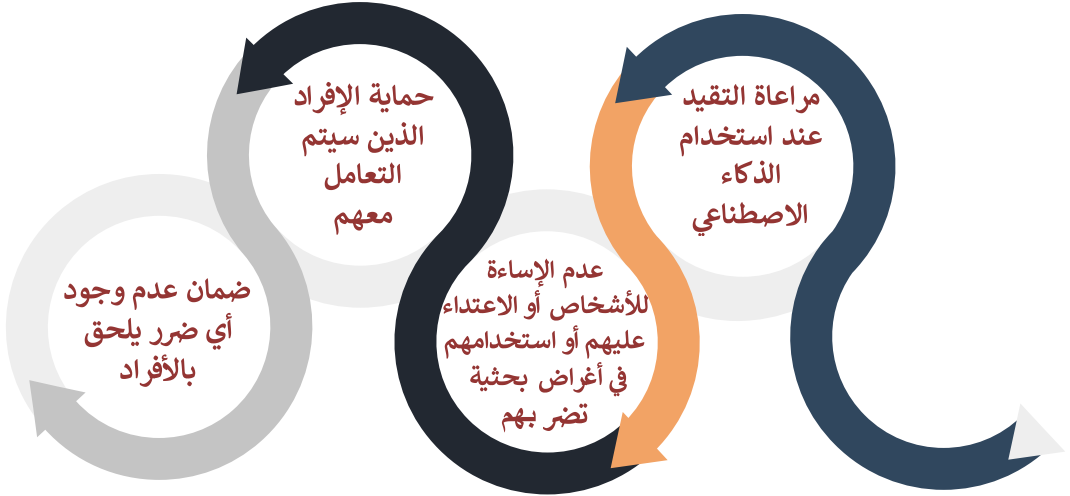 مراعاة التقيد
عند استخدام
الذكاء
الاصطناعي
عدم الإساءة
للأشخاص أو الاعتداء
عليهم أو استخدامهم
في أغراض بحثية
تضر بهم
حماية الإفراد
الذين سيتم
التعامل
معهم
ضمان عدم وجود
أي ضرر يلحق
بالأفراد